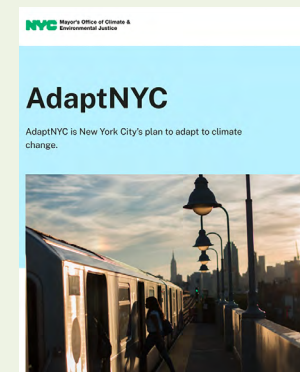 NYC Mayor's Office of Climate &
Environmental Justice
AdaptNYC
AdaptNYC is New York City's plan to adapt to climate
change.